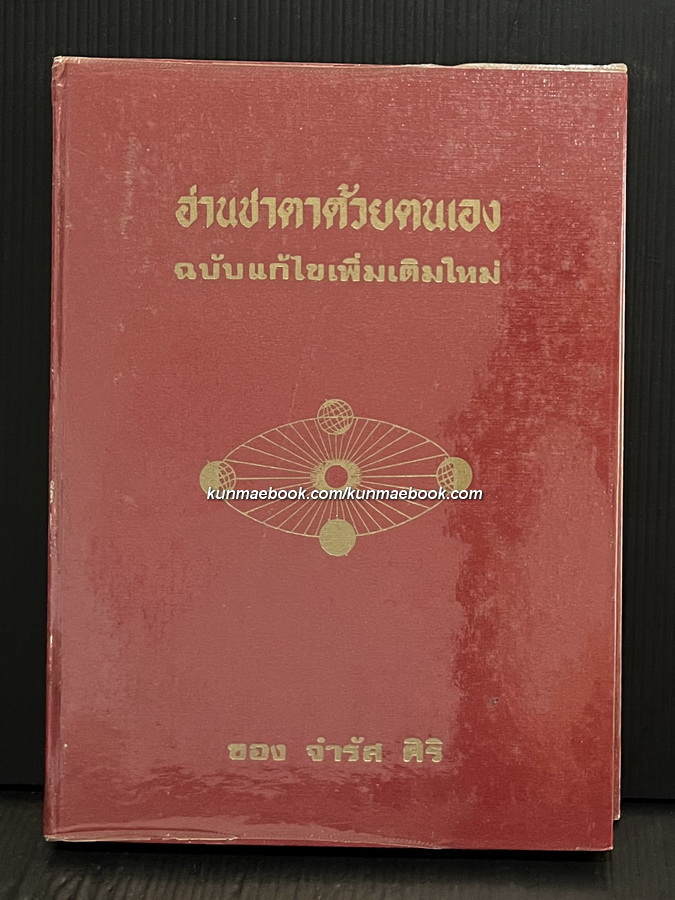 อ่านชาตาด้วยตนเอง
ฉบับแก้ไขเพิ่มเติมใหม่
kunmaebook.com/kunmaebook.com
ของ จำรัส ศิริ